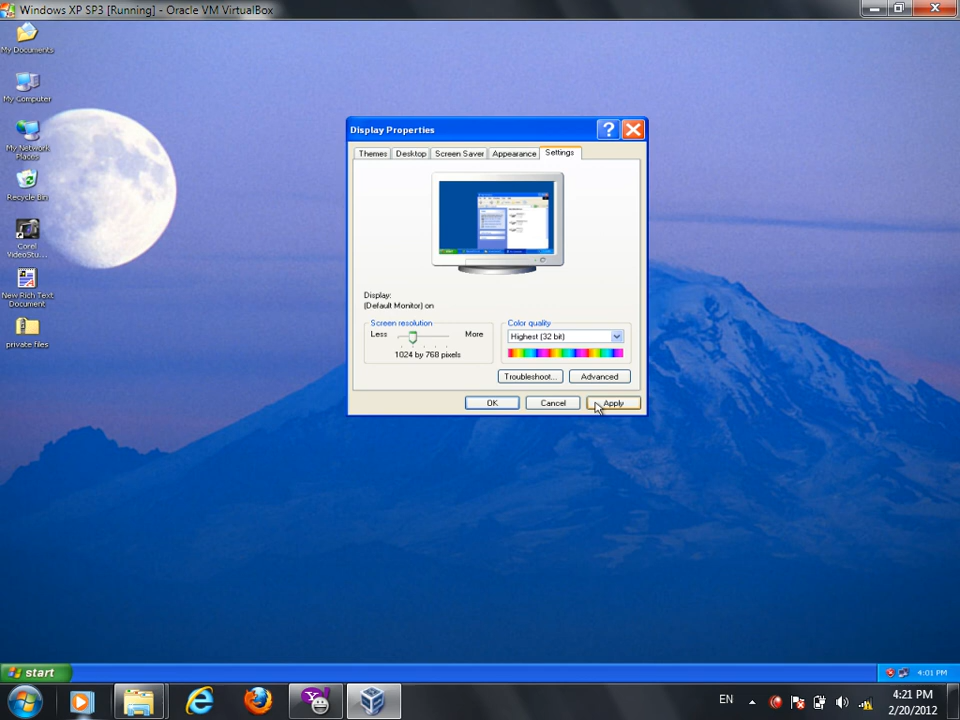 Windows XP SP3 [Running] - Oracle VM VirtualBox
My Documents
My Computer
My Network
Places
Recycle Bin
Corel
VideoStu...
New Rich Text
Document
private files
Display Properties
Themes
Desktop
Screen Saver
Appearance
Settings
Display:
(Default Monitor) on
Screen resolution
Less
More
1024 by 768 pixels
Color quality
Highest (32 bit)
Troubleshoot...
Advanced
OK
Cancel
Apply
start
4:01 PM
EN
4:21 PM
2/20/2012